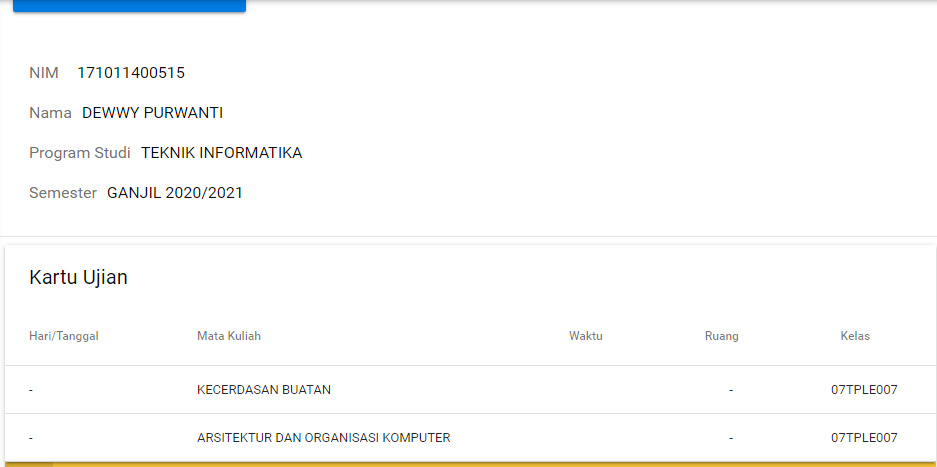 NIM 171011400515
Nama DEWWY PURWANTI
Program Studi TEKNIK INFORMATIKA
Semester GANJIL 2020/2021
Kartu Ujian
Hari/Tanggal Mata Kuliah Waktu Ruang Kelas
- KECERDASAN BUATAN - 07TPLE007
- ARSITEKTUR DAN ORGANISASI KOMPUTER - 07TPLE007